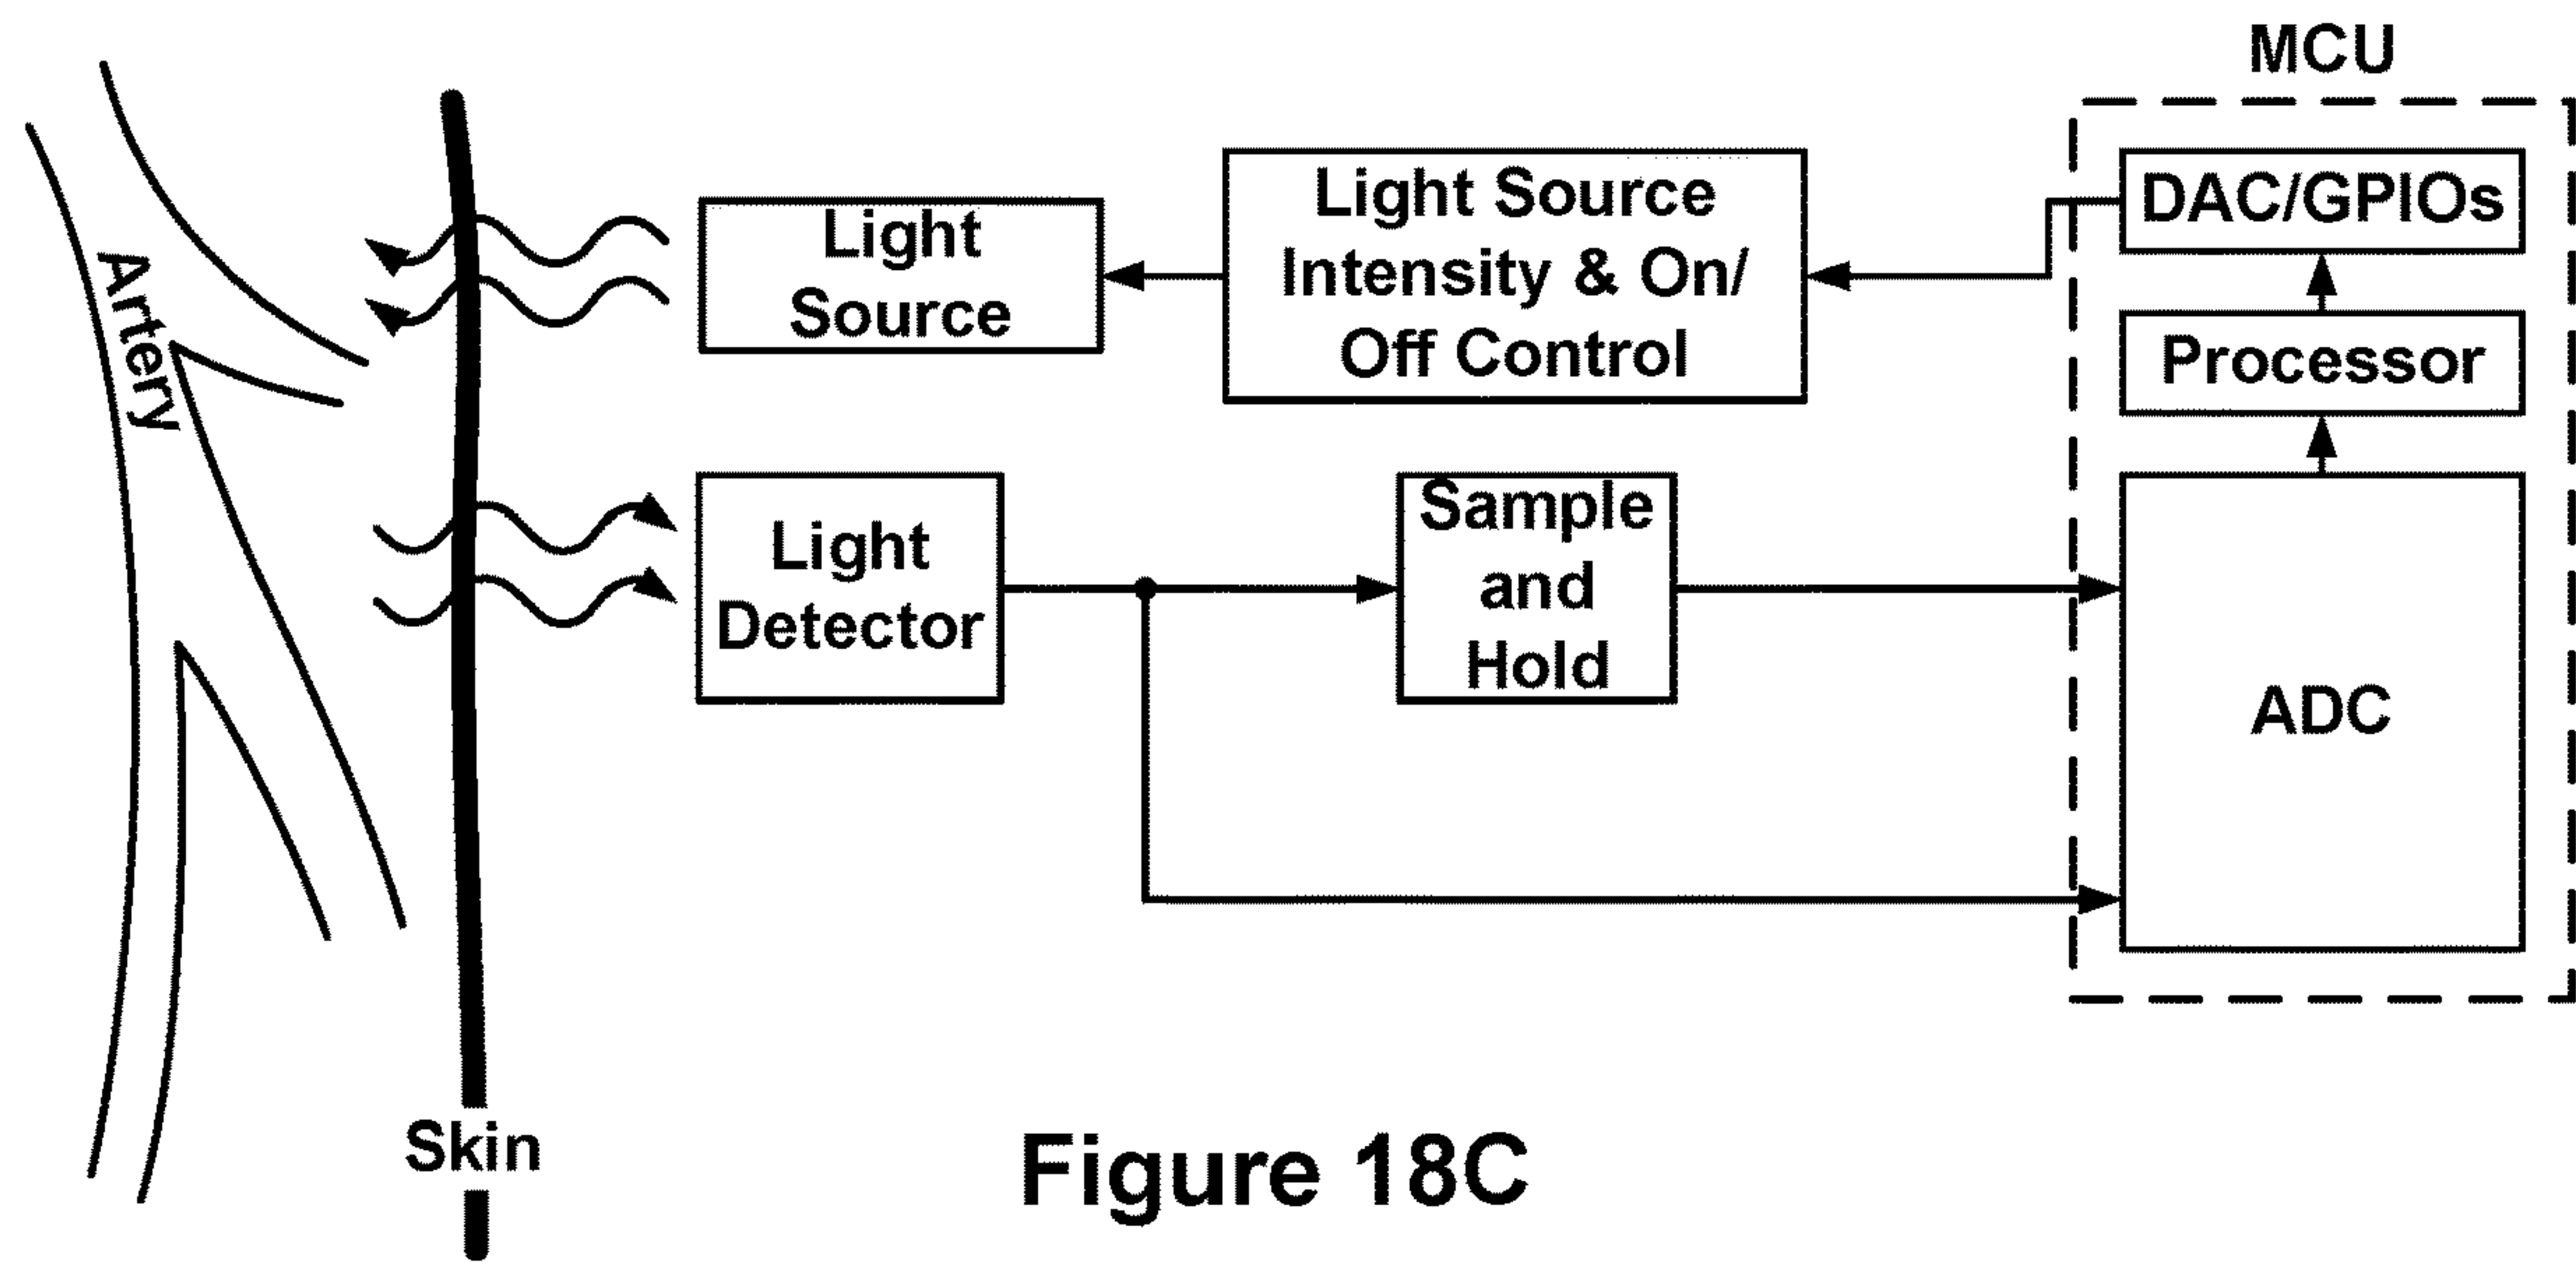 MCU
Light Source
Intensity & On/
Off Control
DAC/GPIOs
Light
Source
Processor
Artery
Light
Detector
Sample
and
Hold
ADC
Skin
Figure 18C